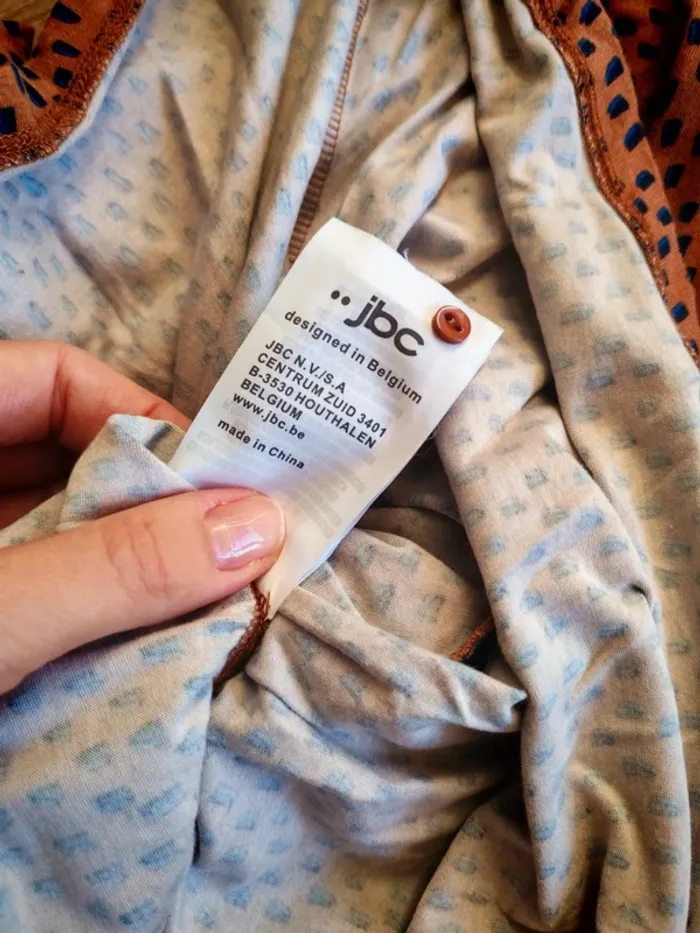 jbc
designed in Belgium
JBC N.V./S.A
CENTRUM ZUID 3401
B-3530 HOUTHALEN
BELGIUM
www.jbc.be
made in China